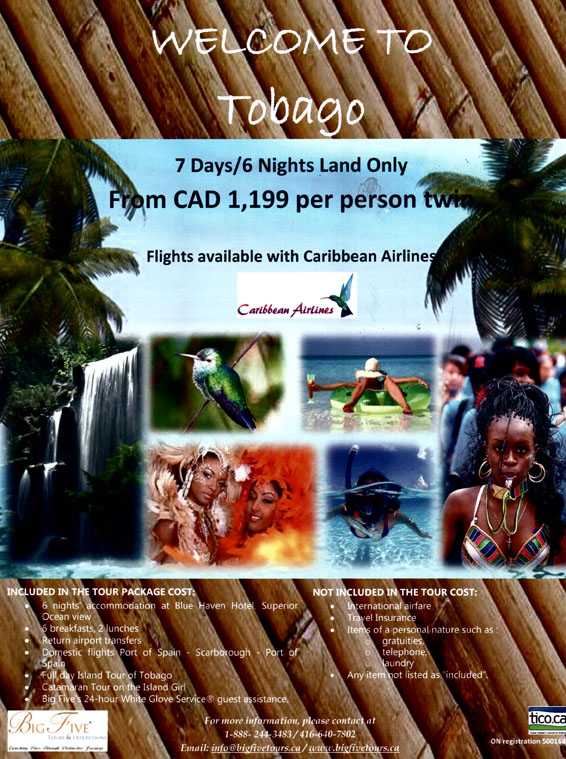 WELCOME TO
Tobago
7 Days/6 Nights Land Only
From CAD 1,199 per person twin
Flights available with Caribbean Airlines
Caribbean Airlines
INCLUDED IN THE TOUR PACKAGE COST:
• 6 nights' accommodation at Blue Haven Hotel, Superior
Ocean view
• 6 breakfasts, 2 lunches
• Return airport transfers
• Domestic flights Port of Spain - Scarborough - Port of
Spain
• Full day Island Tour of Tobago
• Catamaran Tour on the Island Girl
• Big Five's 24-hour White Glove Service® guest assistance.
NOT INCLUDED IN THE TOUR COST:
• International airfare
• Travel Insurance
• Items of a personal nature such as :
o gratuities,
o telephone,
o laundry
• Any item not listed as "included".
BIG FIVE®
TOURS & EXPEDITIONS
For more information, please contact at
1-888- 244-3483 / 416-640-7802
Email: info@bigfivetours.ca / www.bigfivetours.ca
tico.ca
ON registration 500168